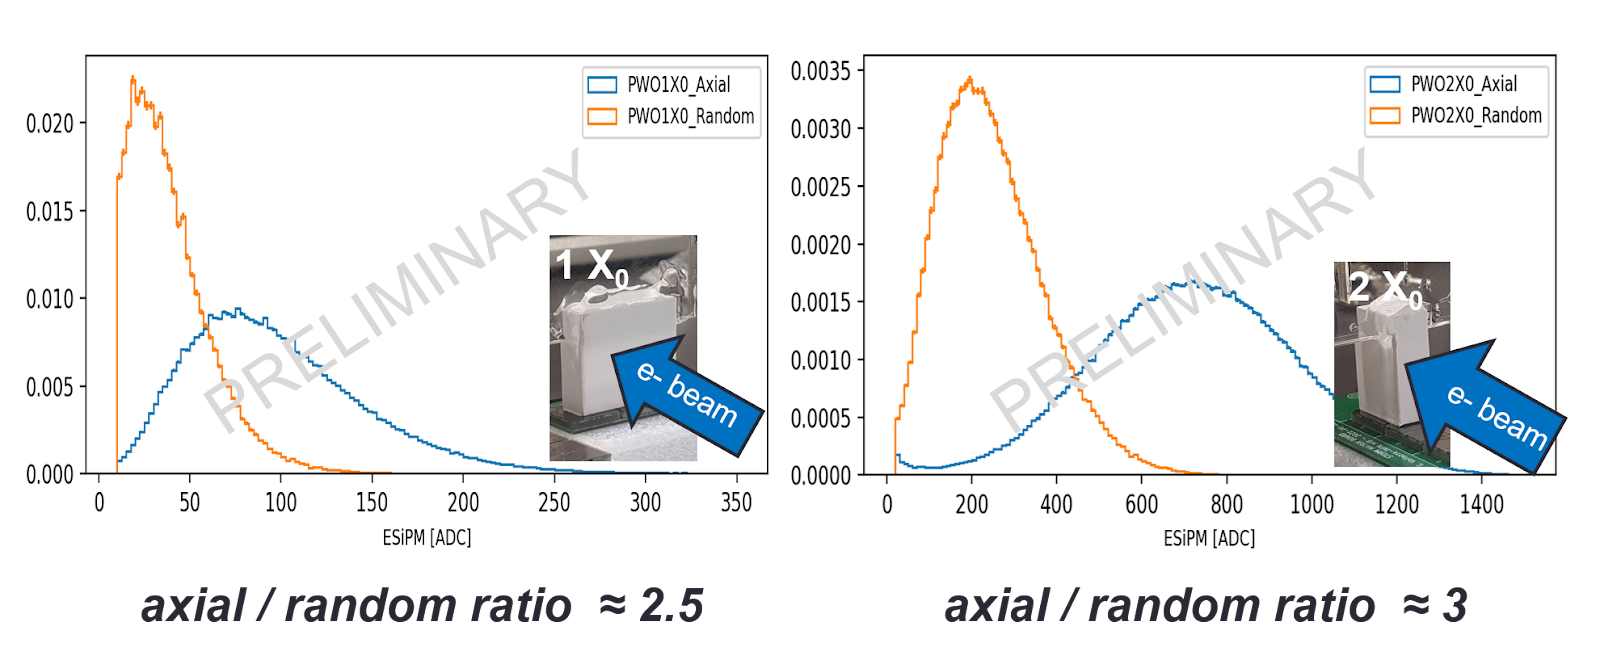 PWO1X0_Axial
PWO1X0_Random
0.020
0.015
0.010
0.005
0.000
0
50
100
150
200
250
300
350
ESiPM [ADC]
PRELIMINARY
1 X0
e- beam
axial / random ratio ≈ 2.5
PWO2X0_Axial
PWO2X0_Random
0.0035
0.0030
0.0025
0.0020
0.0015
0.0010
0.0005
0.0000
0
200
400
600
800
1000
1200
1400
ESiPM [ADC]
PRELIMINARY
2 X0
e- beam
axial / random ratio ≈ 3